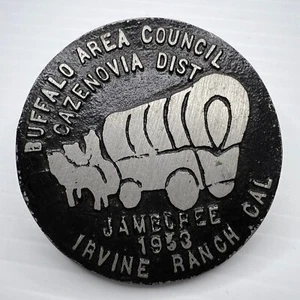 BUFFALO AREA COUNCIL
CAZENOVIA DIST
JAMBOREE
1953
IRVINE RANCH, CAL